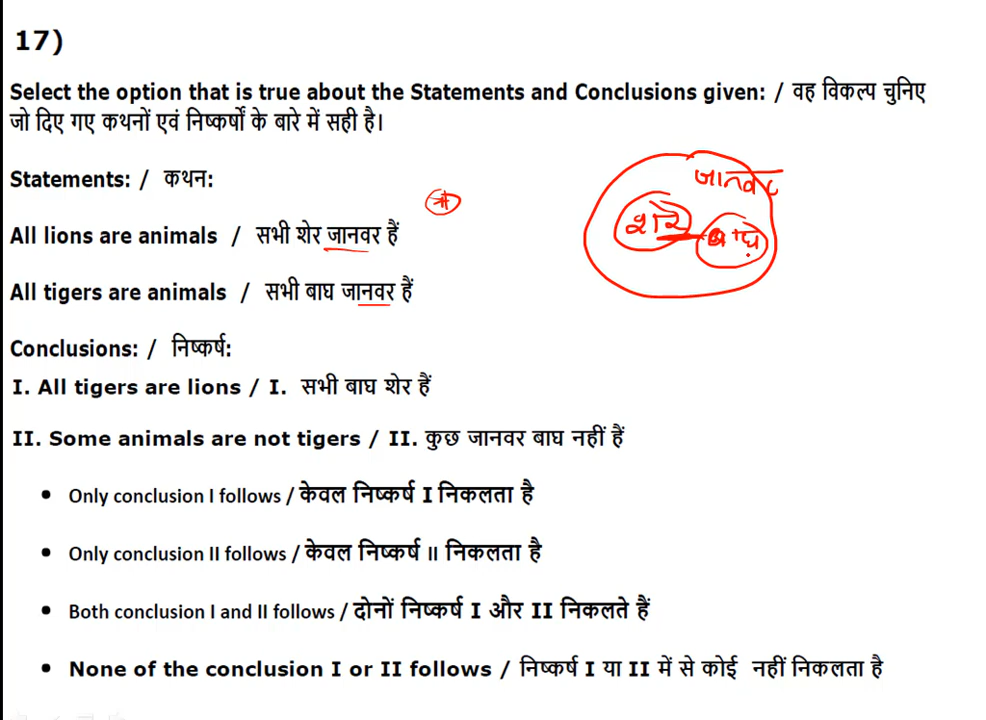 17)
Select the option that is true about the Statements and Conclusions given: / वह विकल्प चुनिए
जो दिए गए कथनों एवं निष्कर्षों के बारे में सही है।
Statements: / कथन:
जानवर
All lions are animals / सभी शेर जानवर हैं
शेर
बाघ
All tigers are animals / सभी बाघ जानवर हैं
Conclusions: / निष्कर्ष:
I. All tigers are lions / I. सभी बाघ शेर हैं
II. Some animals are not tigers / II. कुछ जानवर बाघ नहीं हैं
• Only conclusion I follows / केवल निष्कर्ष I निकलता है
• Only conclusion II follows / केवल निष्कर्ष II निकलता है
• Both conclusion I and II follows / दोनों निष्कर्ष I और II निकलते हैं
• None of the conclusion I or II follows / निष्कर्ष I या II में से कोई नहीं निकलता है